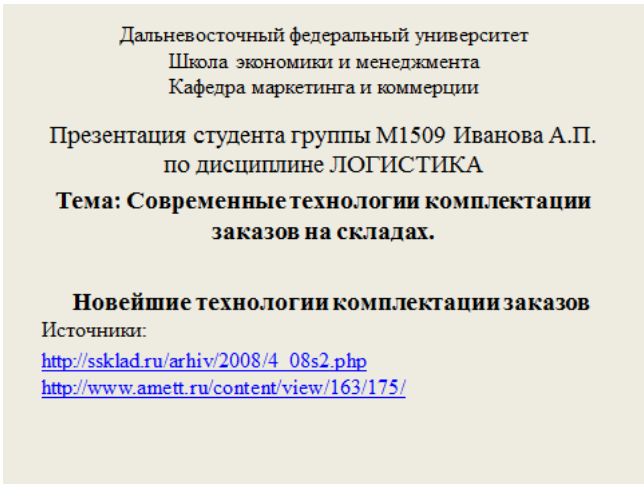 Дальневосточный федеральный университет
Школа экономики и менеджмента
Кафедра маркетинга и коммерции
Презентация студента группы М1509 Иванова А.П.
по дисциплине ЛОГИСТИКА
Тема: Современные технологии комплектации
заказов на складах.
Новейшие технологии комплектации заказов
Источники:
http://ssklad.ru/arhiv/2008/4_08s2.php
http://www.amett.ru/content/view/163/175/